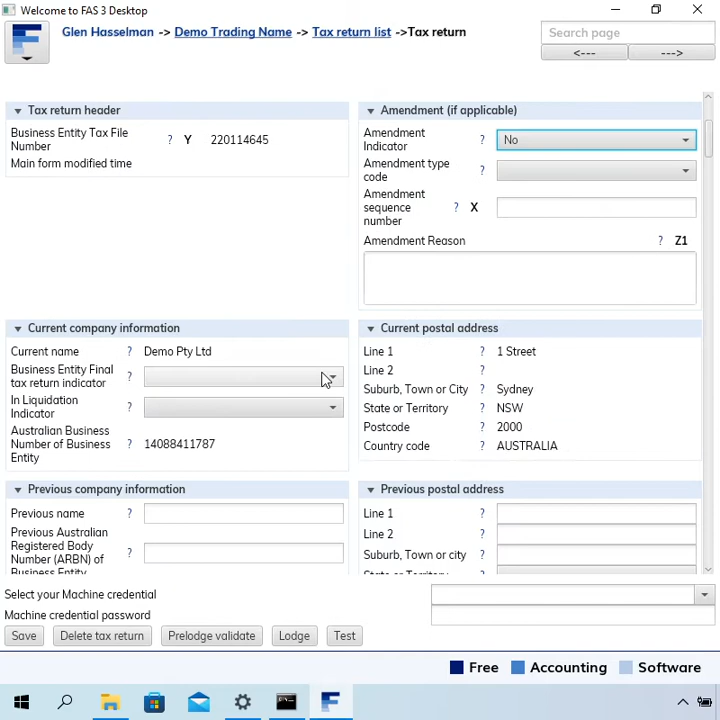 Welcome to FAS 3 Desktop
Glen Hasselman -> Demo Trading Name -> Tax return list ->Tax return
Search page
<---
--->
Tax return header
Business Entity Tax File Number ? Y 220114645
Main form modified time
Amendment (if applicable)
Amendment Indicator ? No
Amendment type code ?
Amendment sequence number ? X
Amendment Reason ? Z1
Current company information
Current name ? Demo Pty Ltd
Business Entity Final tax return indicator ?
In Liquidation Indicator ?
Australian Business Number of Business Entity ? 14088411787
Current postal address
Line 1 ? 1 Street
Line 2 ?
Suburb, Town or City ? Sydney
State or Territory ? NSW
Postcode ? 2000
Country code ? AUSTRALIA
Previous company information
Previous name ?
Previous Australian Registered Body Number (ARBN) of Business Entity ?
Previous postal address
Line 1 ?
Line 2 ?
Suburb, Town or city ?
State or Territory
Select your Machine credential
Machine credential password
Save
Delete tax return
Prelodge validate
Lodge
Test
Free
Accounting
Software